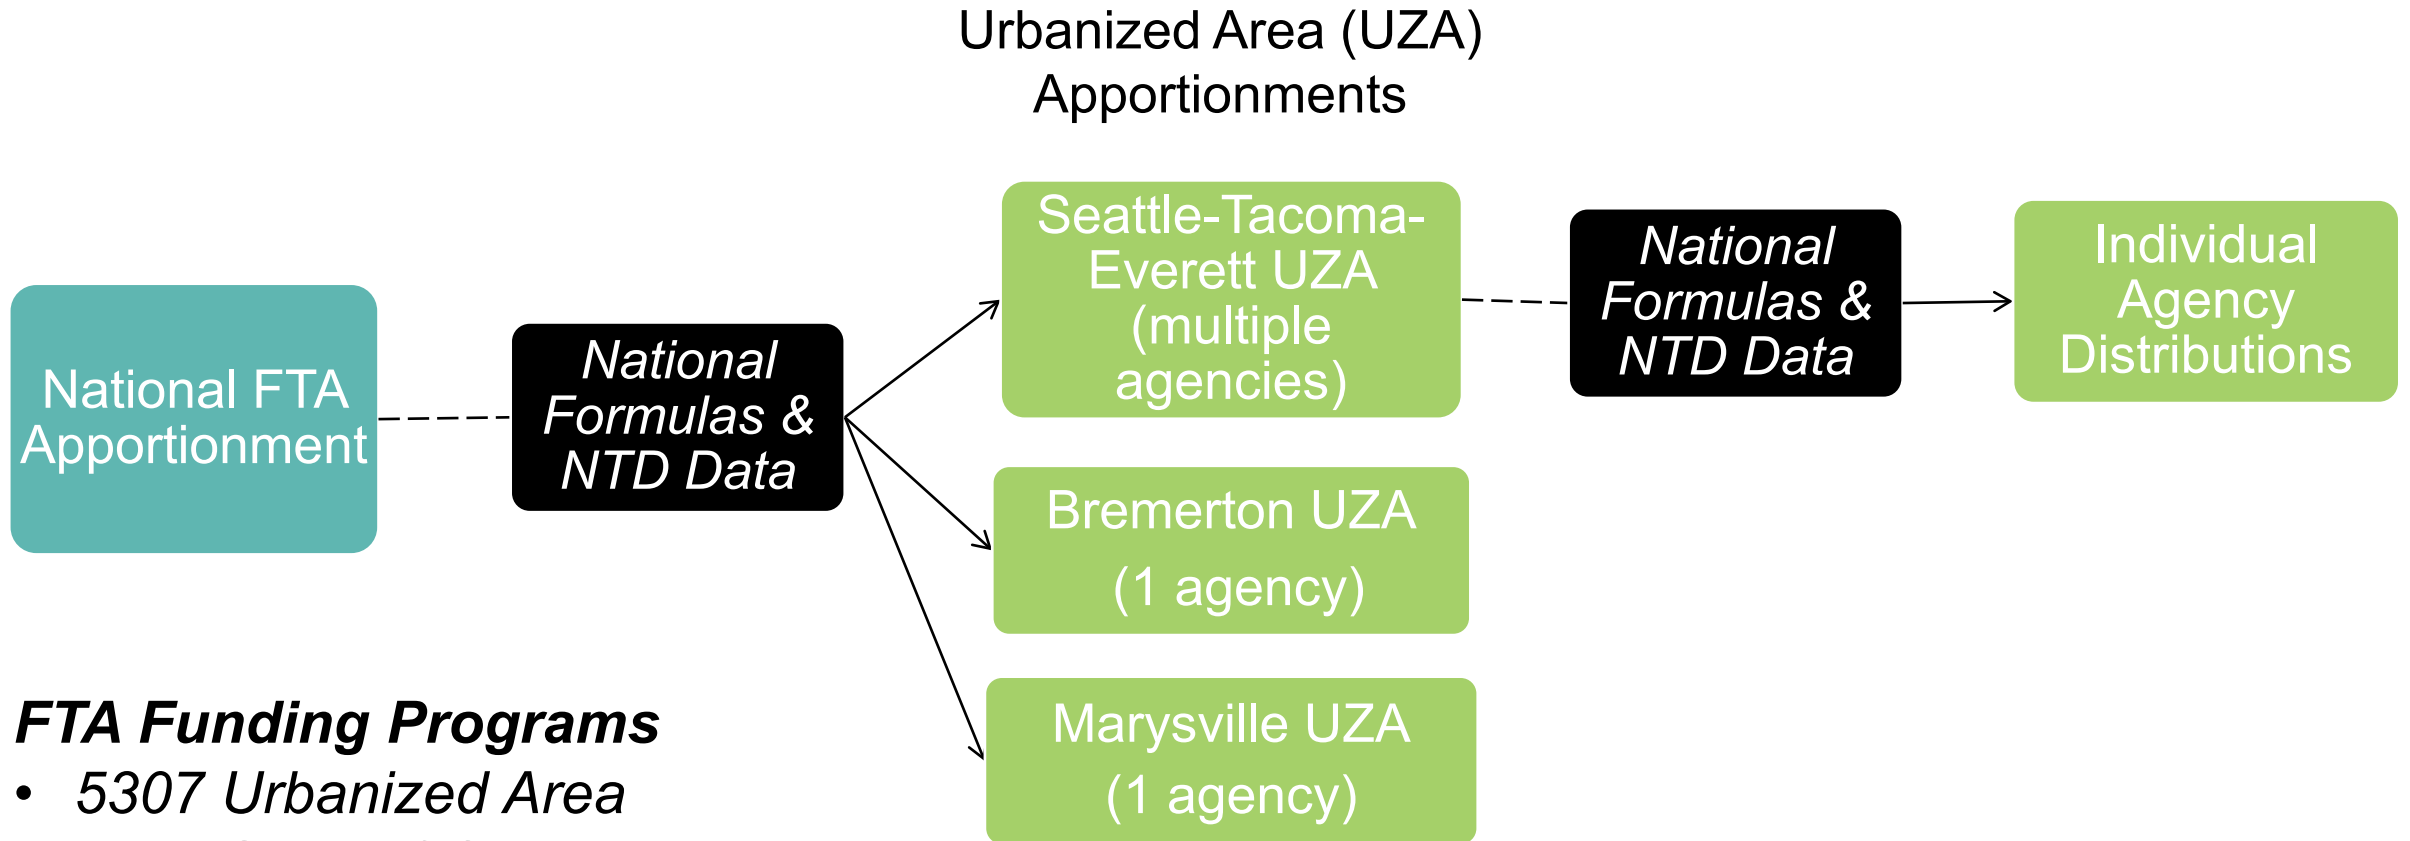 Urbanized Area (UZA)
Apportionments
National FTA
Apportionment
National
Formulas &
NTD Data
Seattle-Tacoma-
Everett UZA
(multiple
agencies)
National
Formulas &
NTD Data
Individual
Agency
Distributions
Bremerton UZA
(1 agency)
Marysville UZA
(1 agency)
FTA Funding Programs
• 5307 Urbanized Area